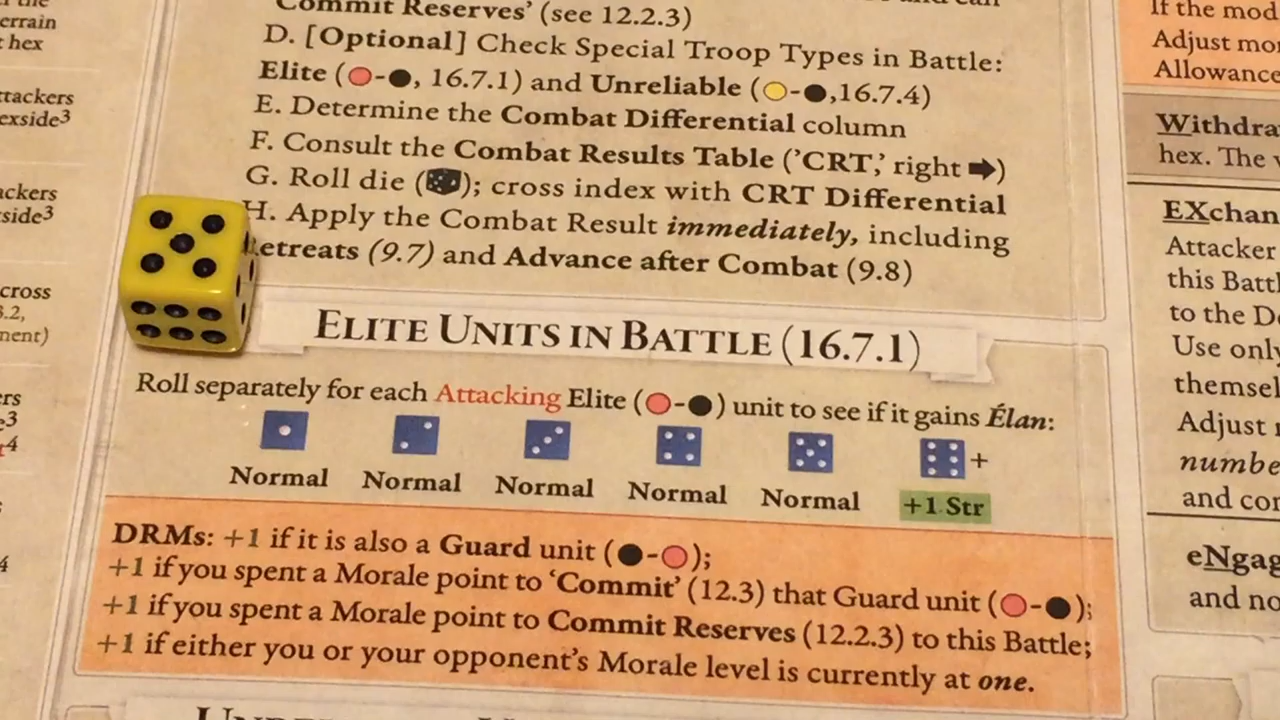 errain
hex
ttackers
exside3
ackers
side3
cross
3.2,
nent)
ers
3
4
4
Commit Reserves' (see 12.2.3)
D. [Optional] Check Special Troop Types in Battle:
Elite (●-●, 16.7.1) and Unreliable (●-●,16.7.4)
E. Determine the Combat Differential column
F. Consult the Combat Results Table ('CRT,' right ➡)
G. Roll die (⚄); cross index with CRT Differential
H. Apply the Combat Result immediately, including
Retreats (9.7) and Advance after Combat (9.8)
ELITE UNITS IN BATTLE (16.7.1)
Roll separately for each Attacking Elite (●-●) unit to see if it gains Élan:
+
Normal Normal Normal Normal Normal +1 Str
DRMs: +1 if it is also a Guard unit (●-●);
+1 if you spent a Morale point to 'Commit' (12.3) that Guard unit (●-●);
+1 if you spent a Morale point to Commit Reserves (12.2.3) to this Battle;
+1 if either you or your opponent's Morale level is currently at one.
If the mod
Adjust mo
Allowance
Withdra
hex. The
EXchan
Attacker
this Batt
to the D
Use only
themsel
Adjust
numbe
and con
eNgag
and no